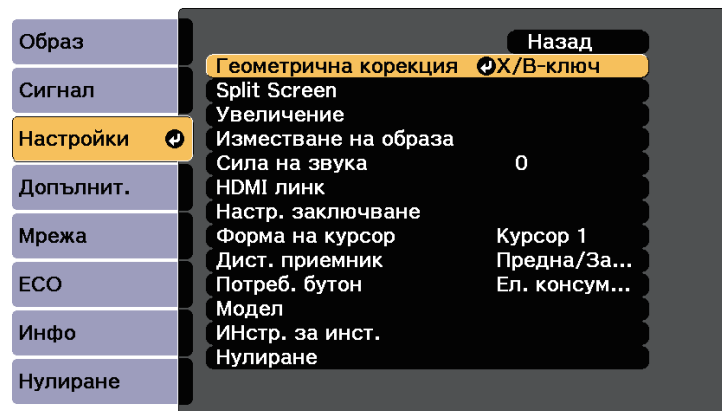 Образ
Сигнал
Настройки
Допълнит.
Мрежа
ECO
Инфо
Нулиране
Назад
Геометрична корекция Х/В-ключ
Split Screen
Увеличение
Изместване на образа
Сила на звука 0
HDMI линк
Настр. заключване
Форма на курсор Курсор 1
Дист. приемник Предна/За...
Потреб. бутон Ел. консум...
Модел
ИНстр. за инст.
Нулиране